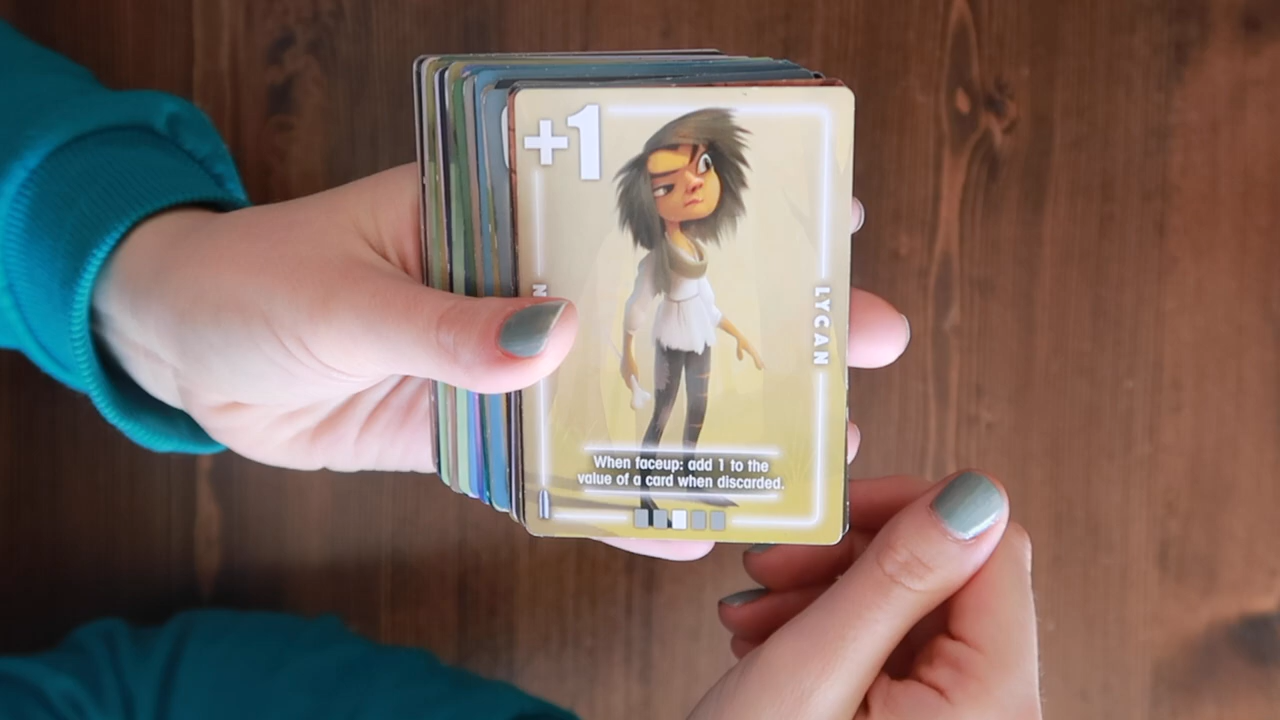 +1
N
LYCAN
When faceup: add 1 to the
value of a card when discarded.